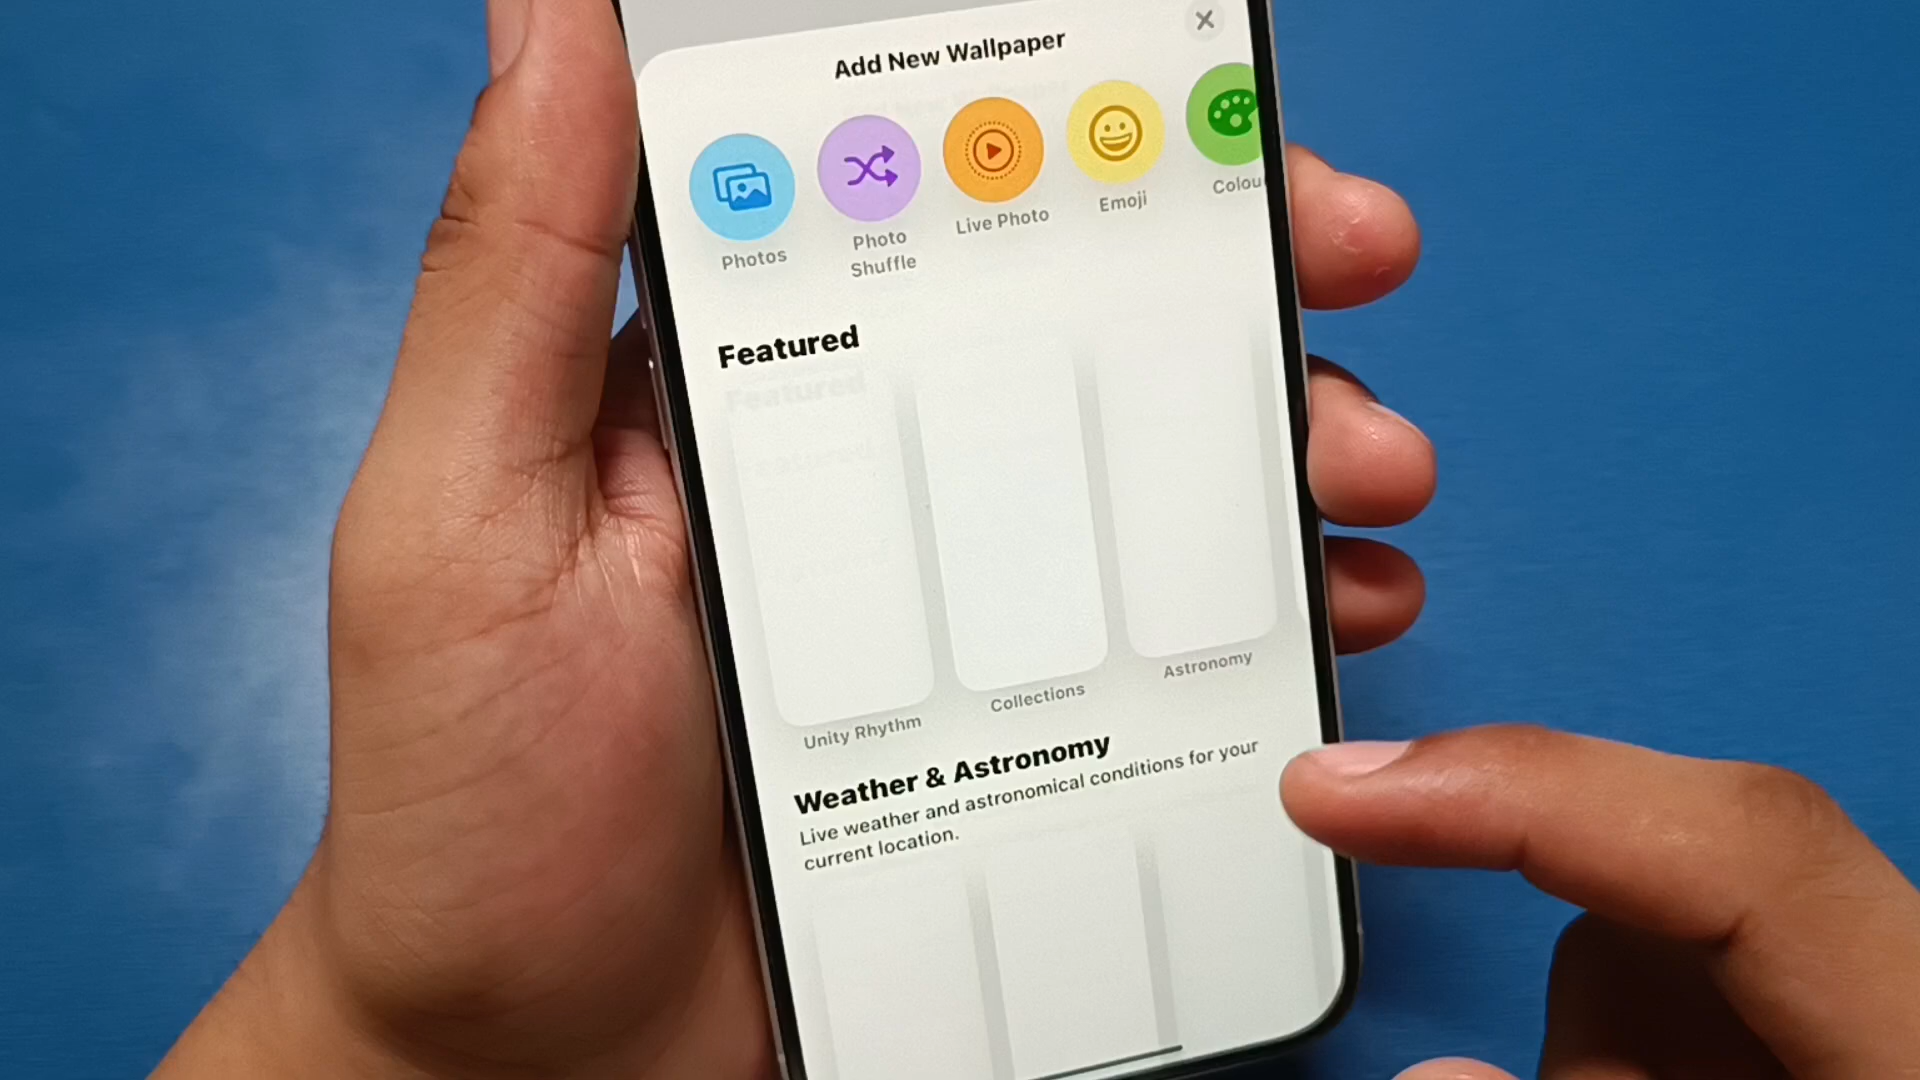 Add New Wallpaper
Photos
Photo
Shuffle
Live Photo
Emoji
Colou
Featured
Unity Rhythm
Collections
Astronomy
Weather & Astronomy
Live weather and astronomical conditions for your
current location.